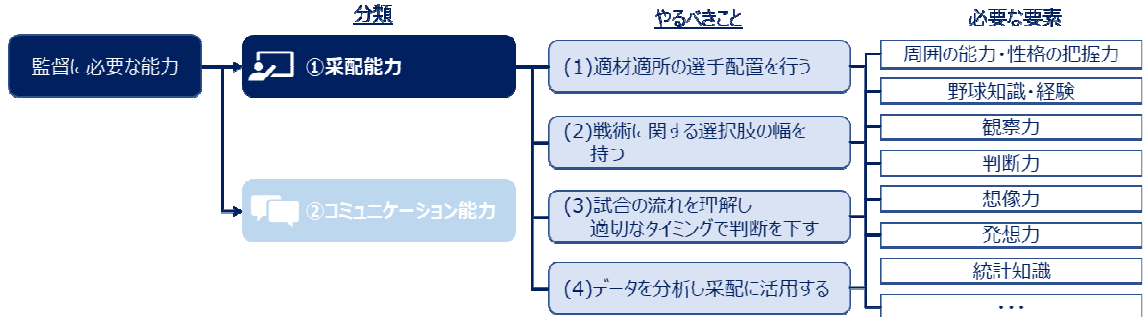 分類
やるべきこと
必要な要素
監督に必要な能力
①采配能力
②コミュニケーション能力
(1)適材適所の選手配置を行う
(2)戦術に関する選択肢の幅を
持つ
(3)試合の流れを理解し
適切なタイミングで判断を下す
(4)データを分析し采配に活用する
周囲の能力・性格の把握力
野球知識・経験
観察力
判断力
想像力
発想力
統計知識
・・・